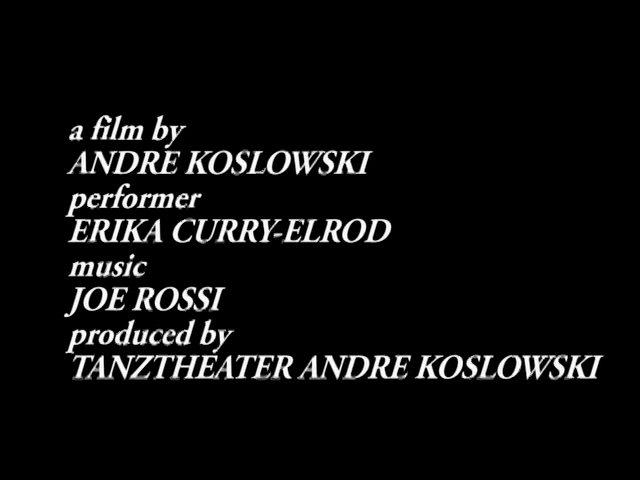 a film by
ANDRE KOSLOWSKI
performer
ERIKA CURRY-ELROD
music
JOE ROSSI
produced by
TANZTHEATER ANDRE KOSLOWSKI